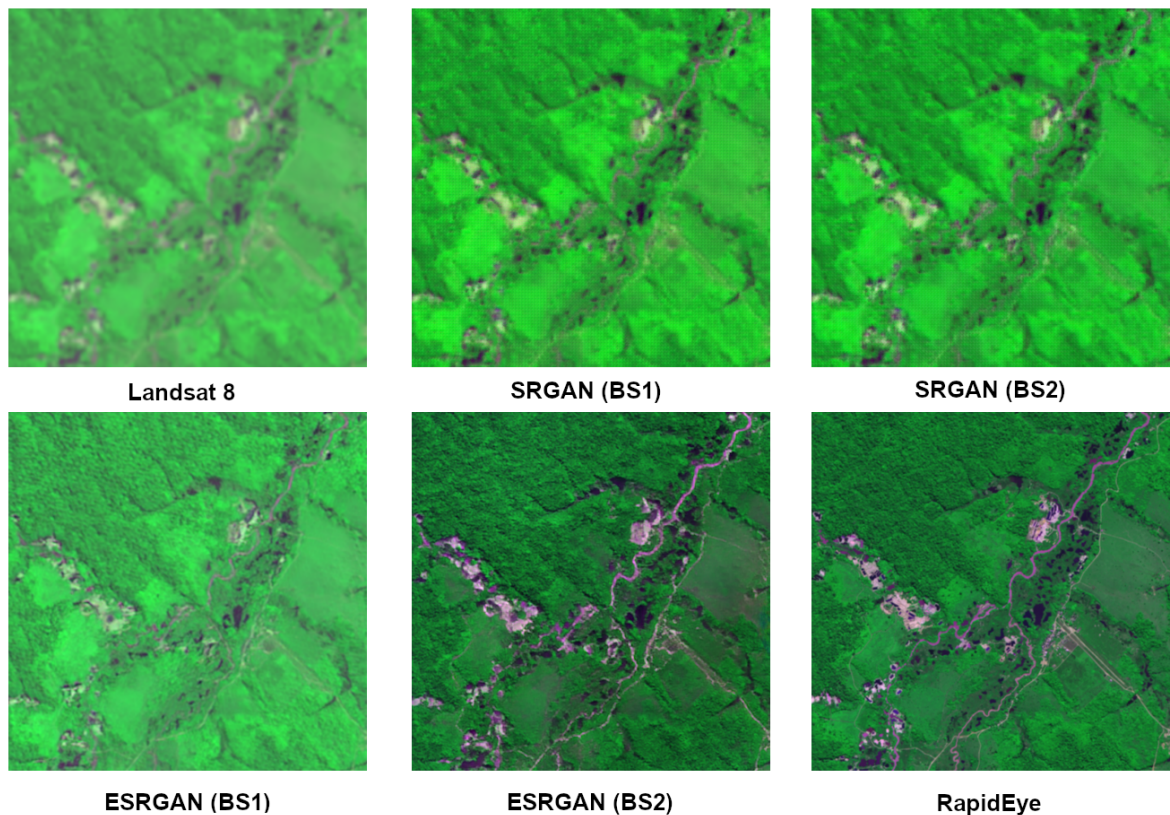 Landsat 8
SRGAN (BS1)
SRGAN (BS2)
ESRGAN (BS1)
ESRGAN (BS2)
RapidEye